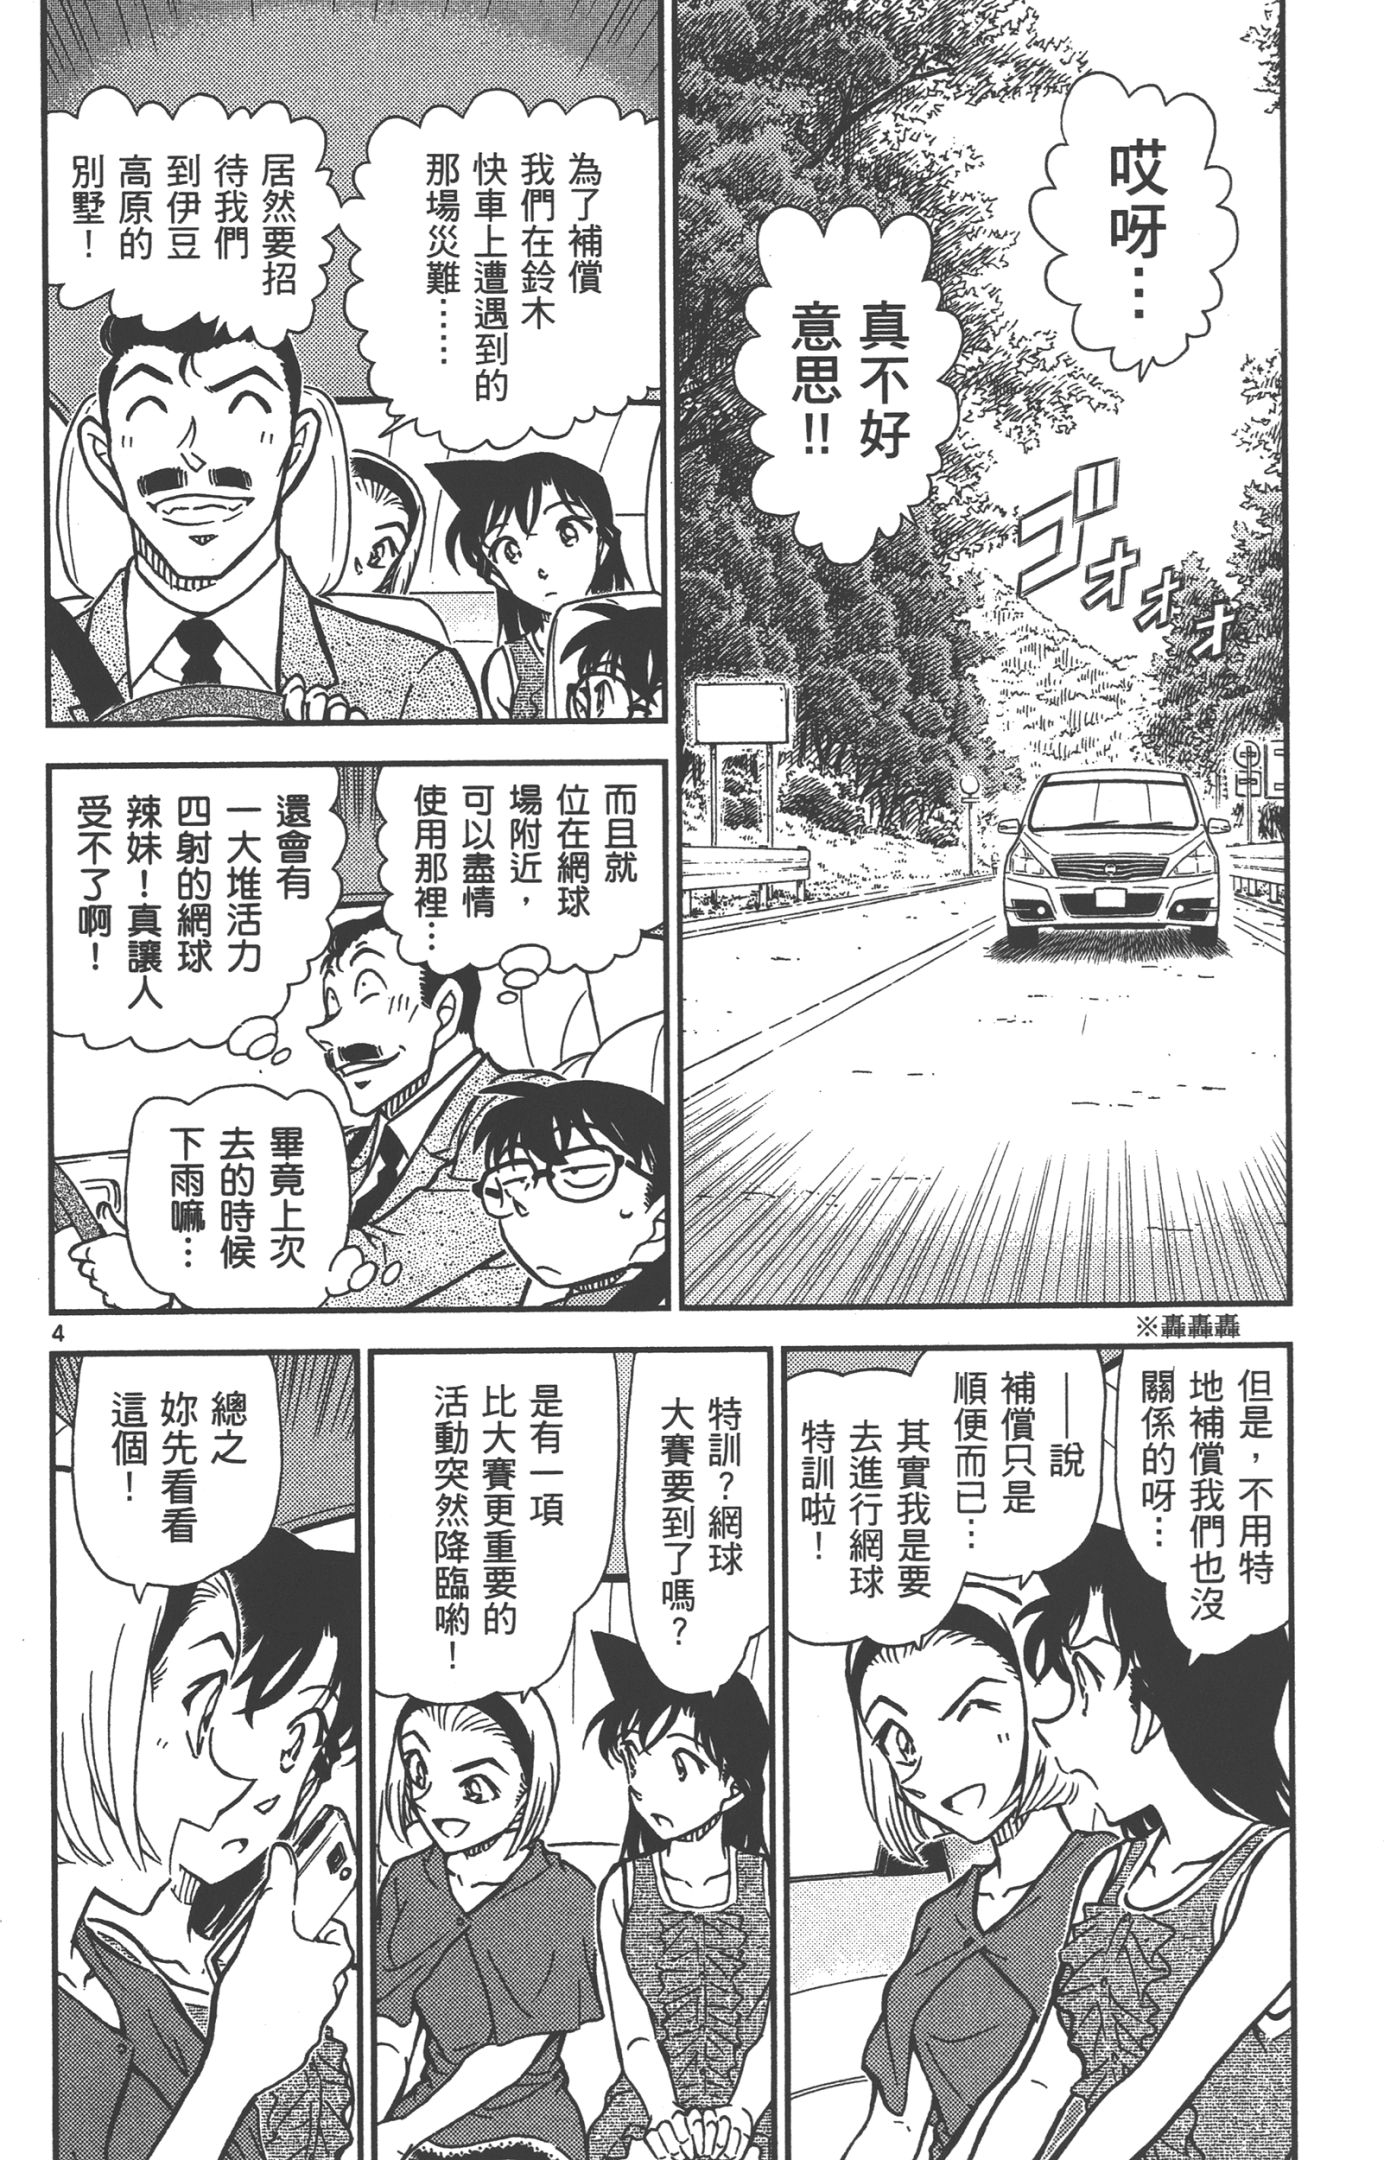 哎呀…
真不好
意思!!
ゴォォォ
※轟轟轟
為了補償
我們在鈴木
快車上遭遇到的
那場災難……
居然要招
待我們
到伊豆
高原的
別墅！
而且就
位在網球
場附近，
可以盡情
使用那裡…
還會有
一大堆活力
四射的網球
辣妹！真讓人
受不了啊！
畢竟上次
去的時候
下雨嘛…
4
但是，不用特
地補償我們也沒
關係的呀…
——說
補償只是
順便而已…
其實我是要
去進行網球
特訓啦！
特訓？網球
大賽要到了嗎？
是有一項
比大賽更重要的
活動突然降臨喲！
總之
妳先看看
這個！